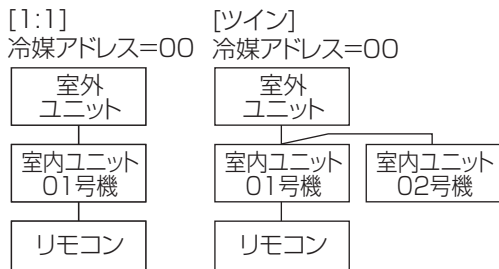 [1:1]
冷媒アドレス=00
室外
ユニット
室内ユニット
01号機
リモコン
[ツイン]
冷媒アドレス=00
室外
ユニット
室内ユニット
01号機
室内ユニット
02号機
リモコン